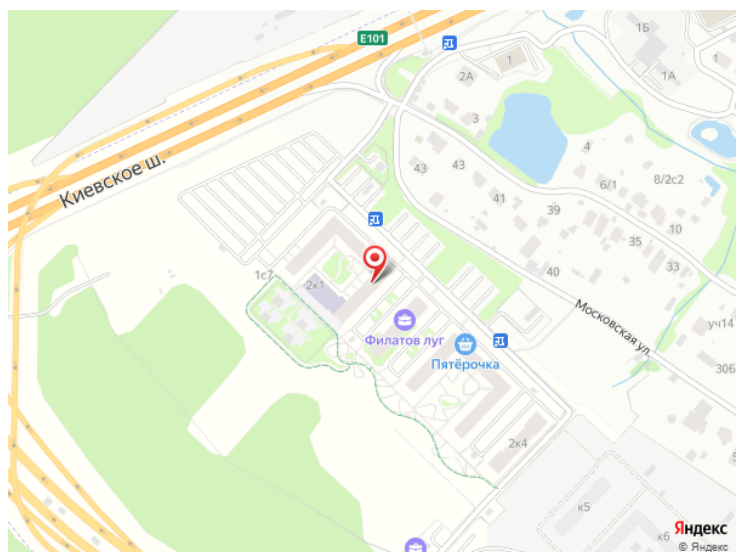 E101
1Б
1
2А
1А
1
3
Киевское ш.
4
43
43
6/1
8/2с2
41
39
10
35
33
1с7
2к1
40
Московская ул.
уч14
Филатов луг
Пятёрочка
30Б
2к4
5
к5
к6
Яндекс
© Яндекс